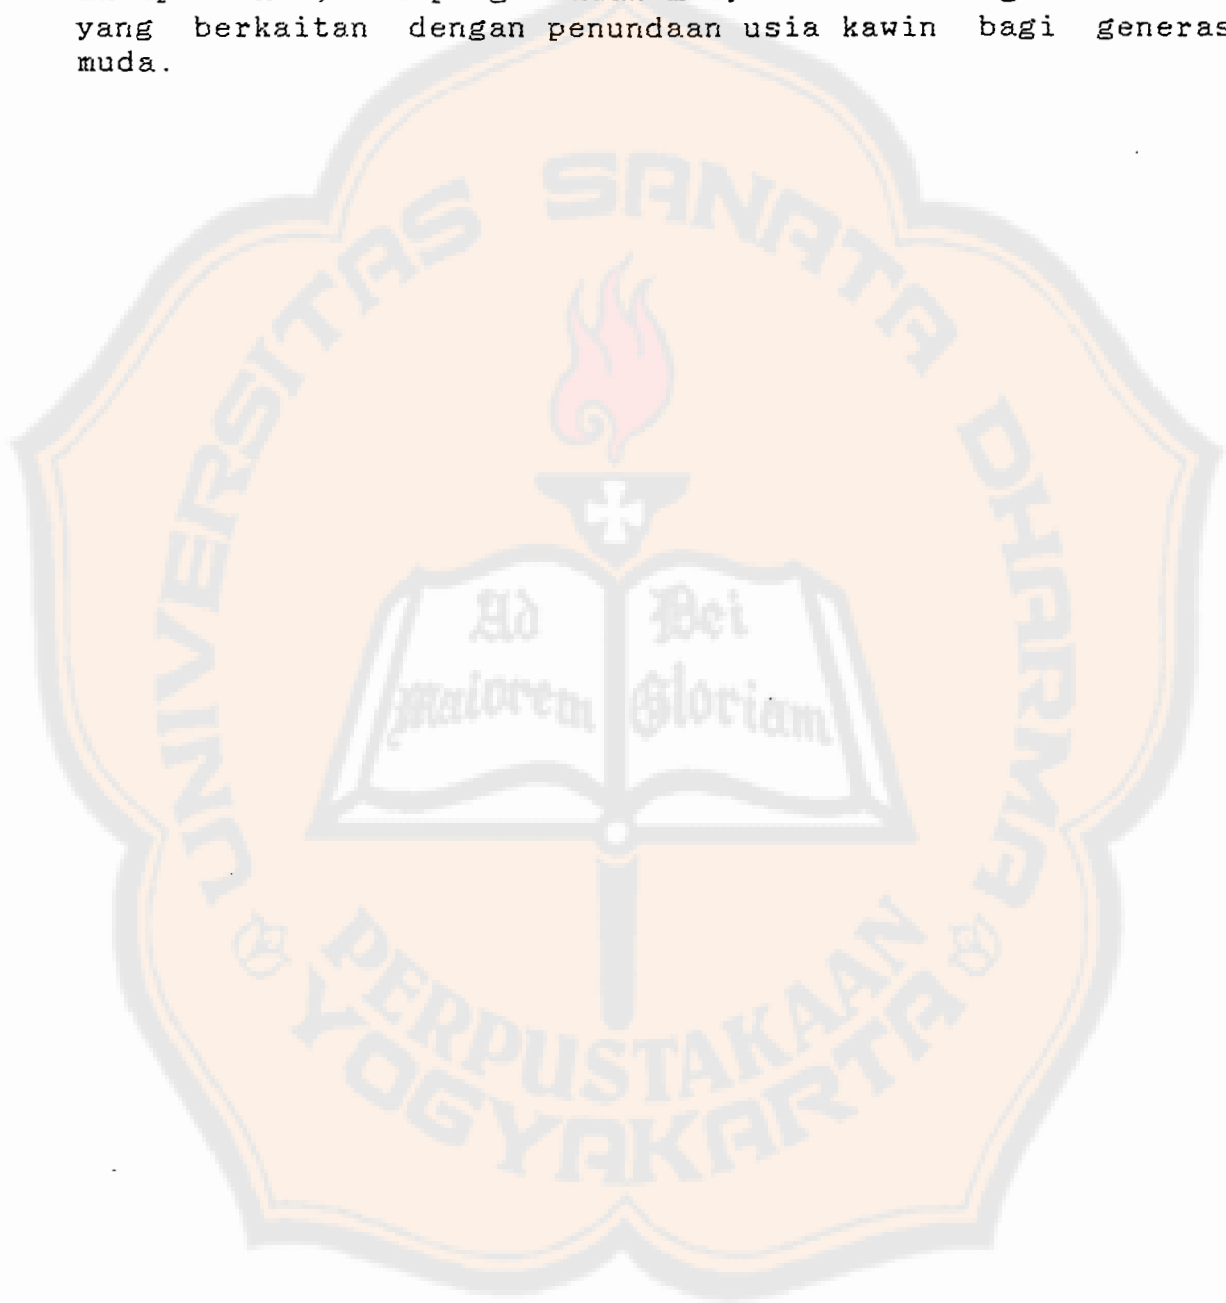 yang berkaitan dengan penundaan usia kawin bagi generas
muda.
UNIVERSITAS SANATA DHARMA
Ad Dei
Maiorem Gloriam
PERPUSTAKAAN
YOGYAKARTA